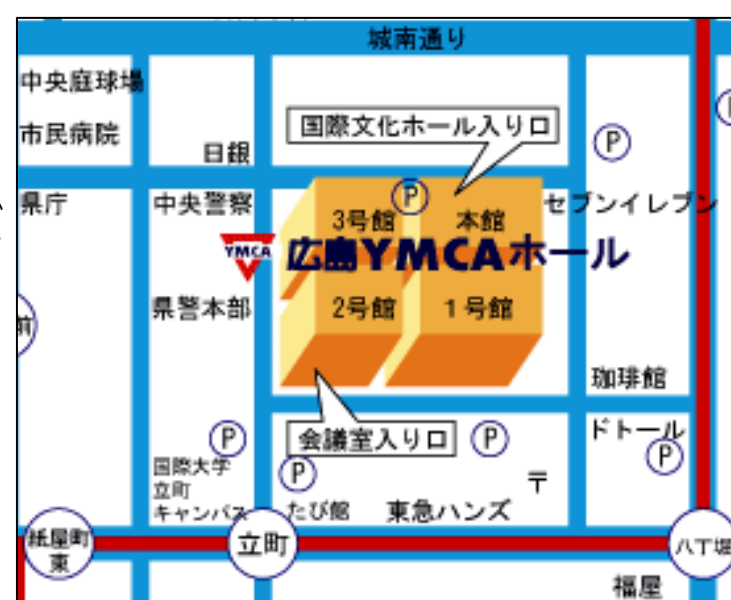 城南通り
中央庭球場
国際文化ホール入り口
市民病院
P
日銀
県庁
中央警察
P
3号館
本館
セブンイレブン
YMCA
広島YMCAホール
県警本部
2号館
1号館
前
珈琲館
P
会議室入り口
P
ドトール
P
国際大学
立町
キャンパス
P
たび館
東急ハンズ
〒
紙屋町
東
立町
八丁堀
福屋